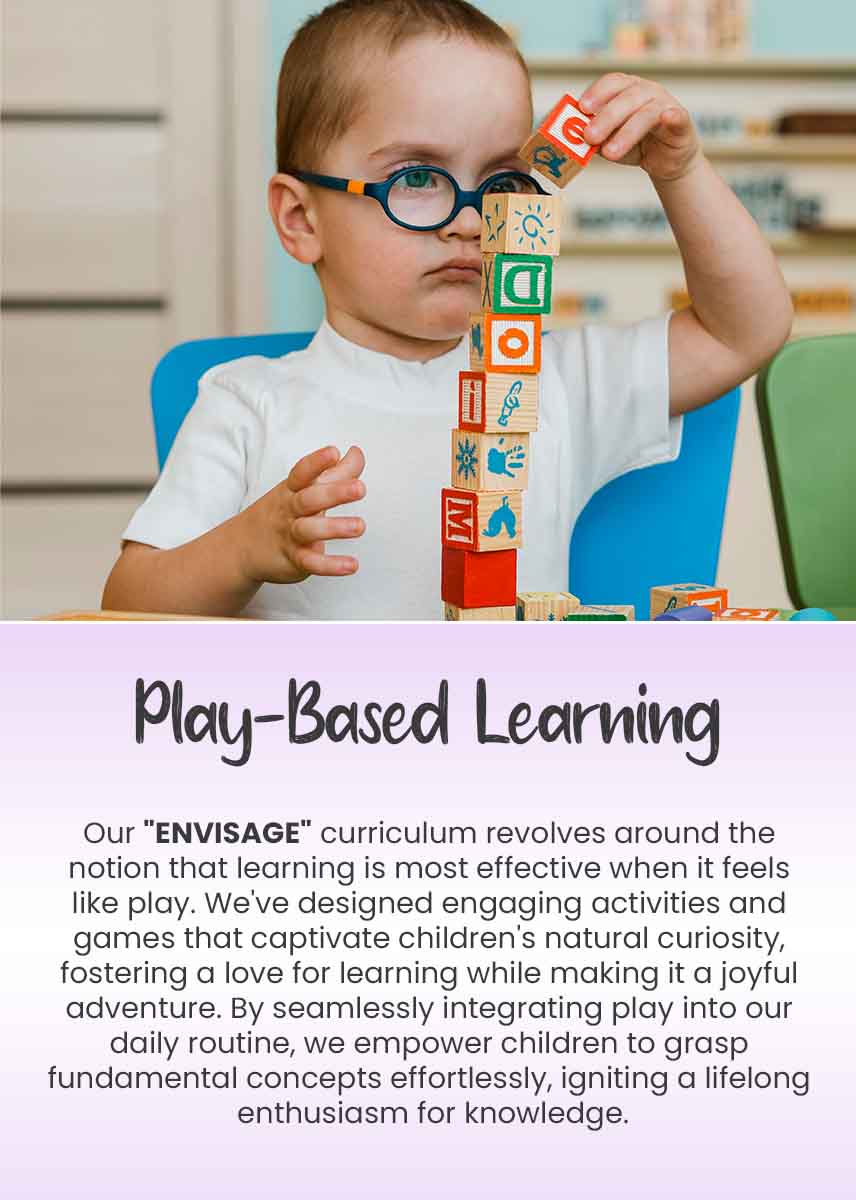 e
G
D
O
H
M
Play-Based Learning
Our "ENVISAGE" curriculum revolves around the
notion that learning is most effective when it feels
like play. We've designed engaging activities and
games that captivate children's natural curiosity,
fostering a love for learning while making it a joyful
adventure. By seamlessly integrating play into our
daily routine, we empower children to grasp
fundamental concepts effortlessly, igniting a lifelong
enthusiasm for knowledge.